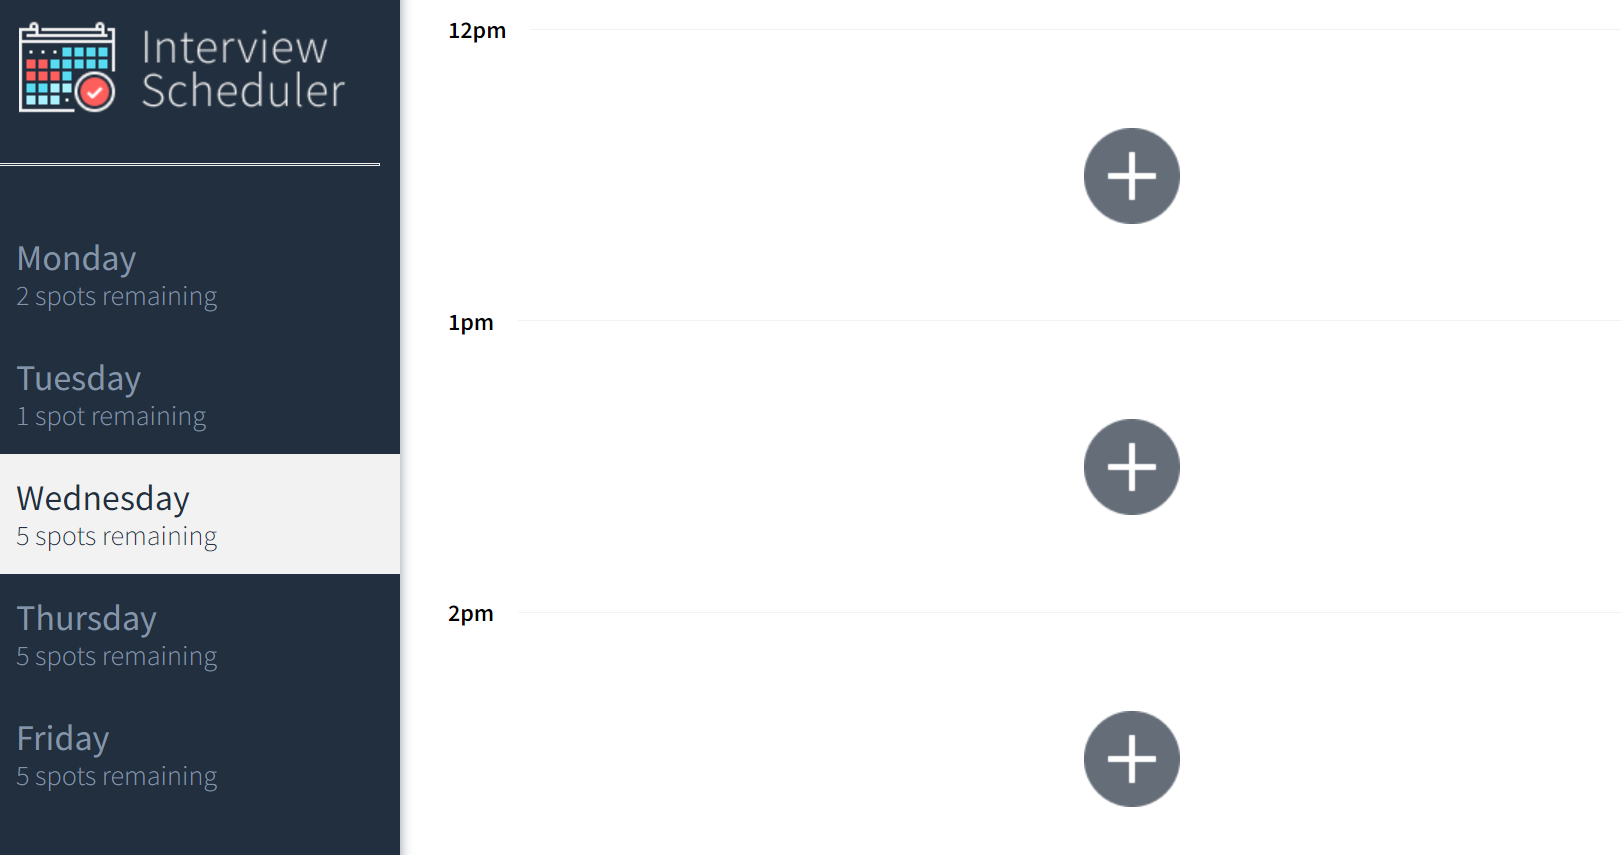 Interview
Scheduler
Monday
2 spots remaining
Tuesday
1 spot remaining
Wednesday
5 spots remaining
Thursday
5 spots remaining
Friday
5 spots remaining
12pm
1pm
2pm